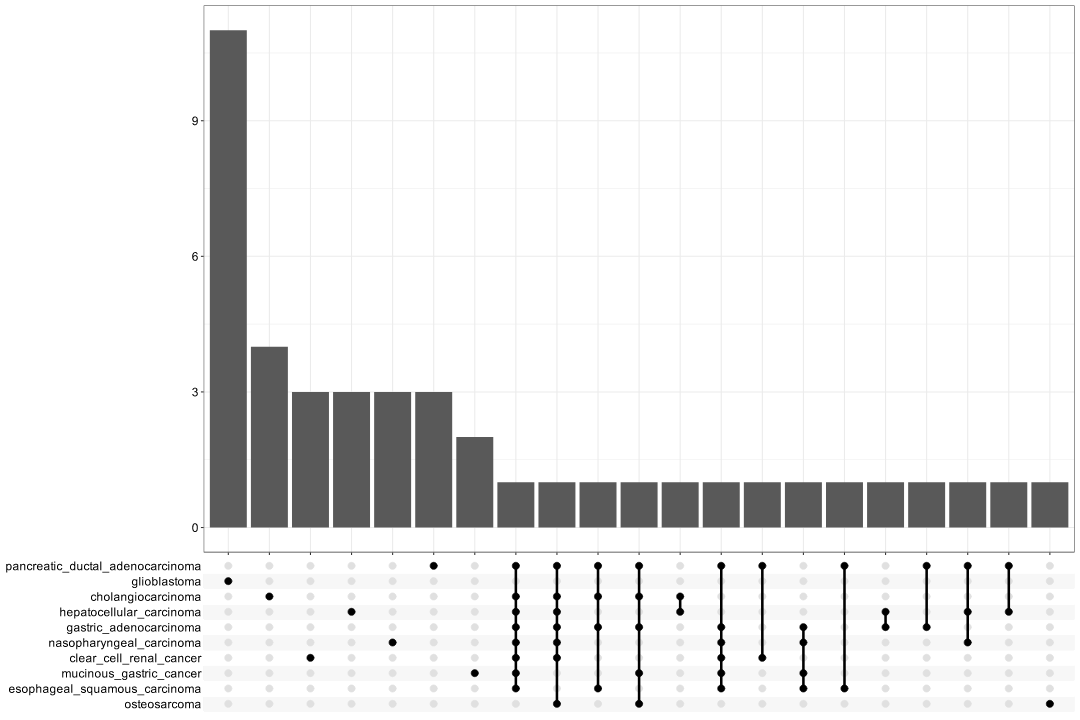 9
6
3
0
pancreatic_ductal_adenocarcinoma
glioblastoma
cholangiocarcinoma
hepatocellular_carcinoma
gastric_adenocarcinoma
nasopharyngeal_carcinoma
clear_cell_renal_cancer
mucinous_gastric_cancer
esophageal_squamous_carcinoma
osteosarcoma